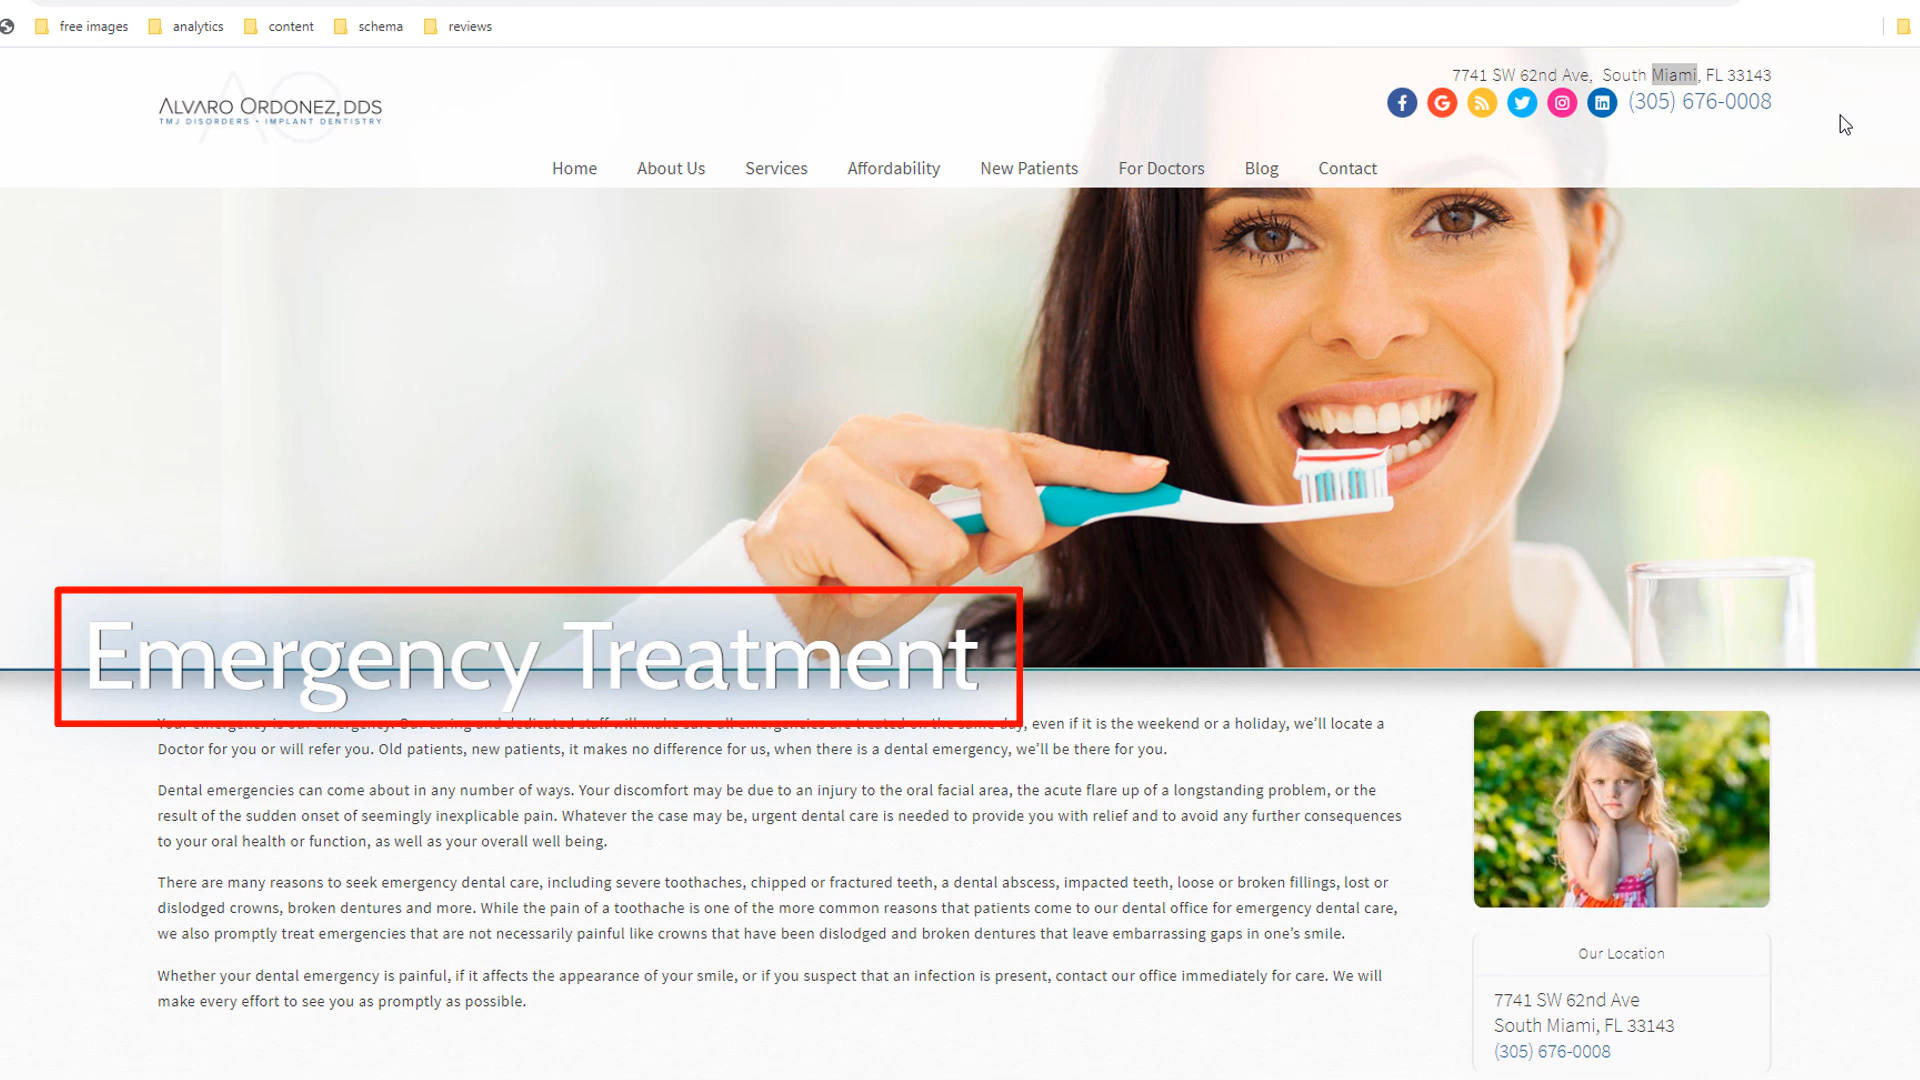 free images analytics content schema reviews
7741 SW 62nd Ave, South Miami, FL 33143
(305) 676-0008
ALVARO ORDONEZ, DDS
TMJ DISORDERS • IMPLANT DENTISTRY
Home About Us Services Affordability New Patients For Doctors Blog Contact
Emergency Treatment
Your emergency is our emergency. Our caring and dedicated staff will make sure all emergencies are treated on the same day, even if it is the weekend or a holiday, we’ll locate a
Doctor for you or will refer you. Old patients, new patients, it makes no difference for us, when there is a dental emergency, we’ll be there for you.
Dental emergencies can come about in any number of ways. Your discomfort may be due to an injury to the oral facial area, the acute flare up of a longstanding problem, or the
result of the sudden onset of seemingly inexplicable pain. Whatever the case may be, urgent dental care is needed to provide you with relief and to avoid any further consequences
to your oral health or function, as well as your overall well being.
There are many reasons to seek emergency dental care, including severe toothaches, chipped or fractured teeth, a dental abscess, impacted teeth, loose or broken fillings, lost or
dislodged crowns, broken dentures and more. While the pain of a toothache is one of the more common reasons that patients come to our dental office for emergency dental care,
we also promptly treat emergencies that are not necessarily painful like crowns that have been dislodged and broken dentures that leave embarrassing gaps in one’s smile.
Whether your dental emergency is painful, if it affects the appearance of your smile, or if you suspect that an infection is present, contact our office immediately for care. We will
make every effort to see you as promptly as possible.
Our Location
7741 SW 62nd Ave
South Miami, FL 33143
(305) 676-0008